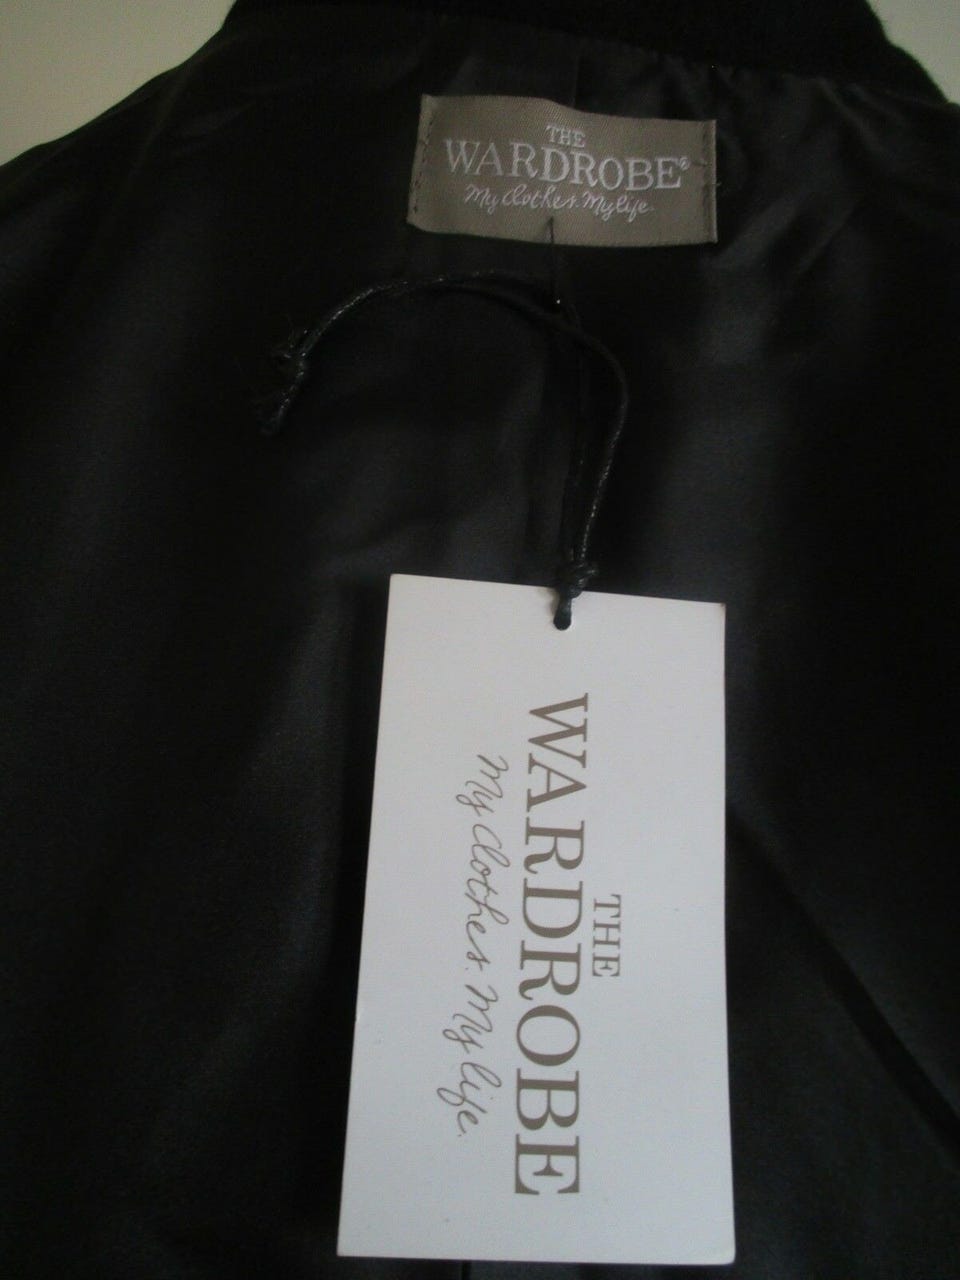 THE
WARDROBE®
My clothes. My life.
THE
WARDROBE
My clothes. My life.